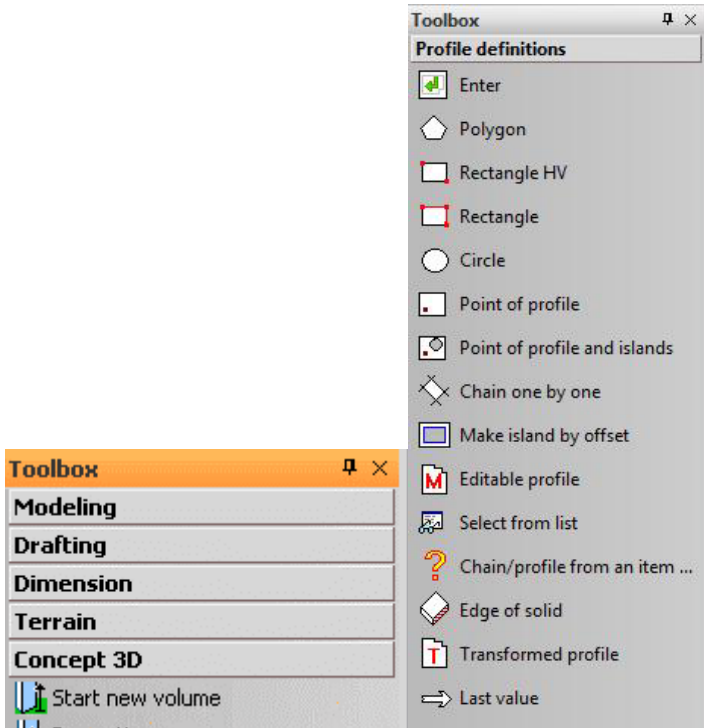 Toolbox
Profile definitions
Enter
Polygon
Rectangle HV
Rectangle
Circle
Point of profile
Point of profile and islands
Chain one by one
Make island by offset
Editable profile
Select from list
Chain/profile from an item ...
Edge of solid
Transformed profile
Last value
Toolbox
Modeling
Drafting
Dimension
Terrain
Concept 3D
Start new volume